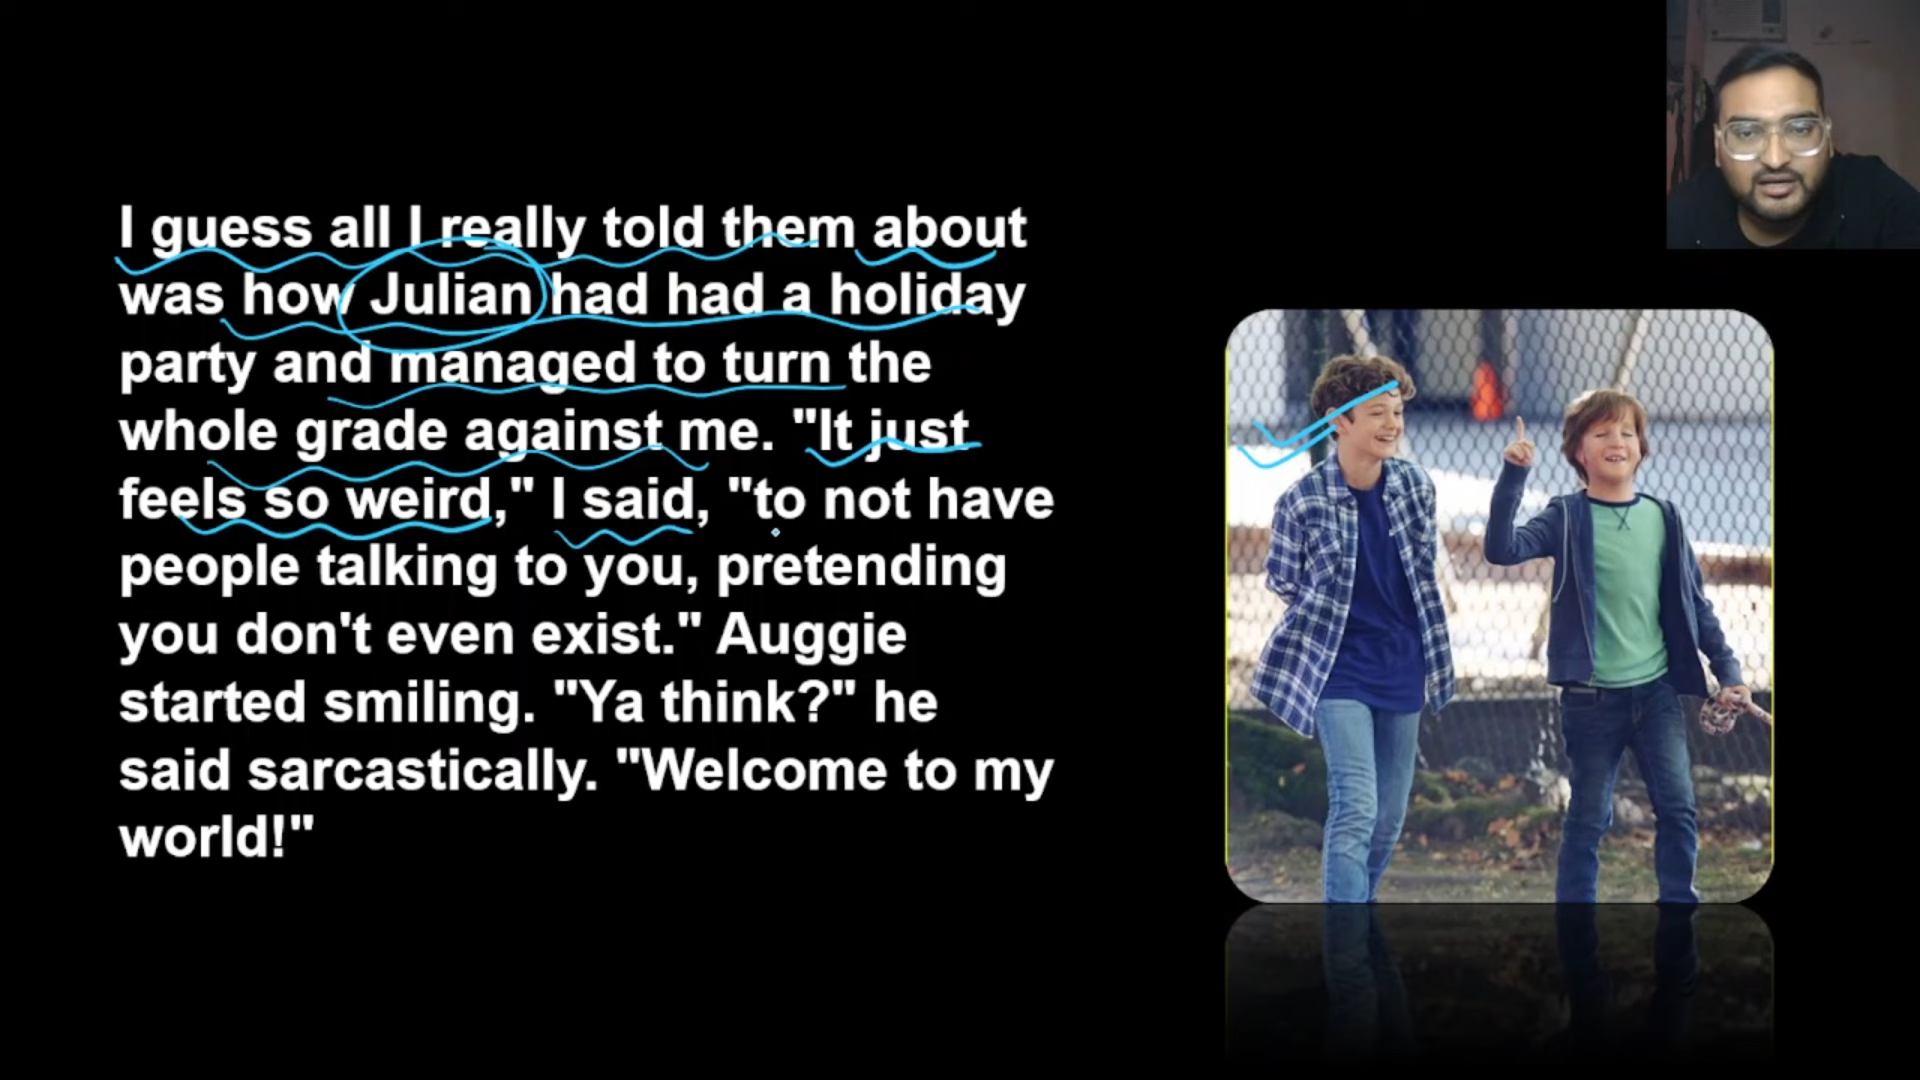 I guess all I really told them about
was how Julian had had a holiday
party and managed to turn the
whole grade against me. "It just
feels so weird," I said, "to not have
people talking to you, pretending
you don't even exist." Auggie
started smiling. "Ya think?" he
said sarcastically. "Welcome to my
world!"